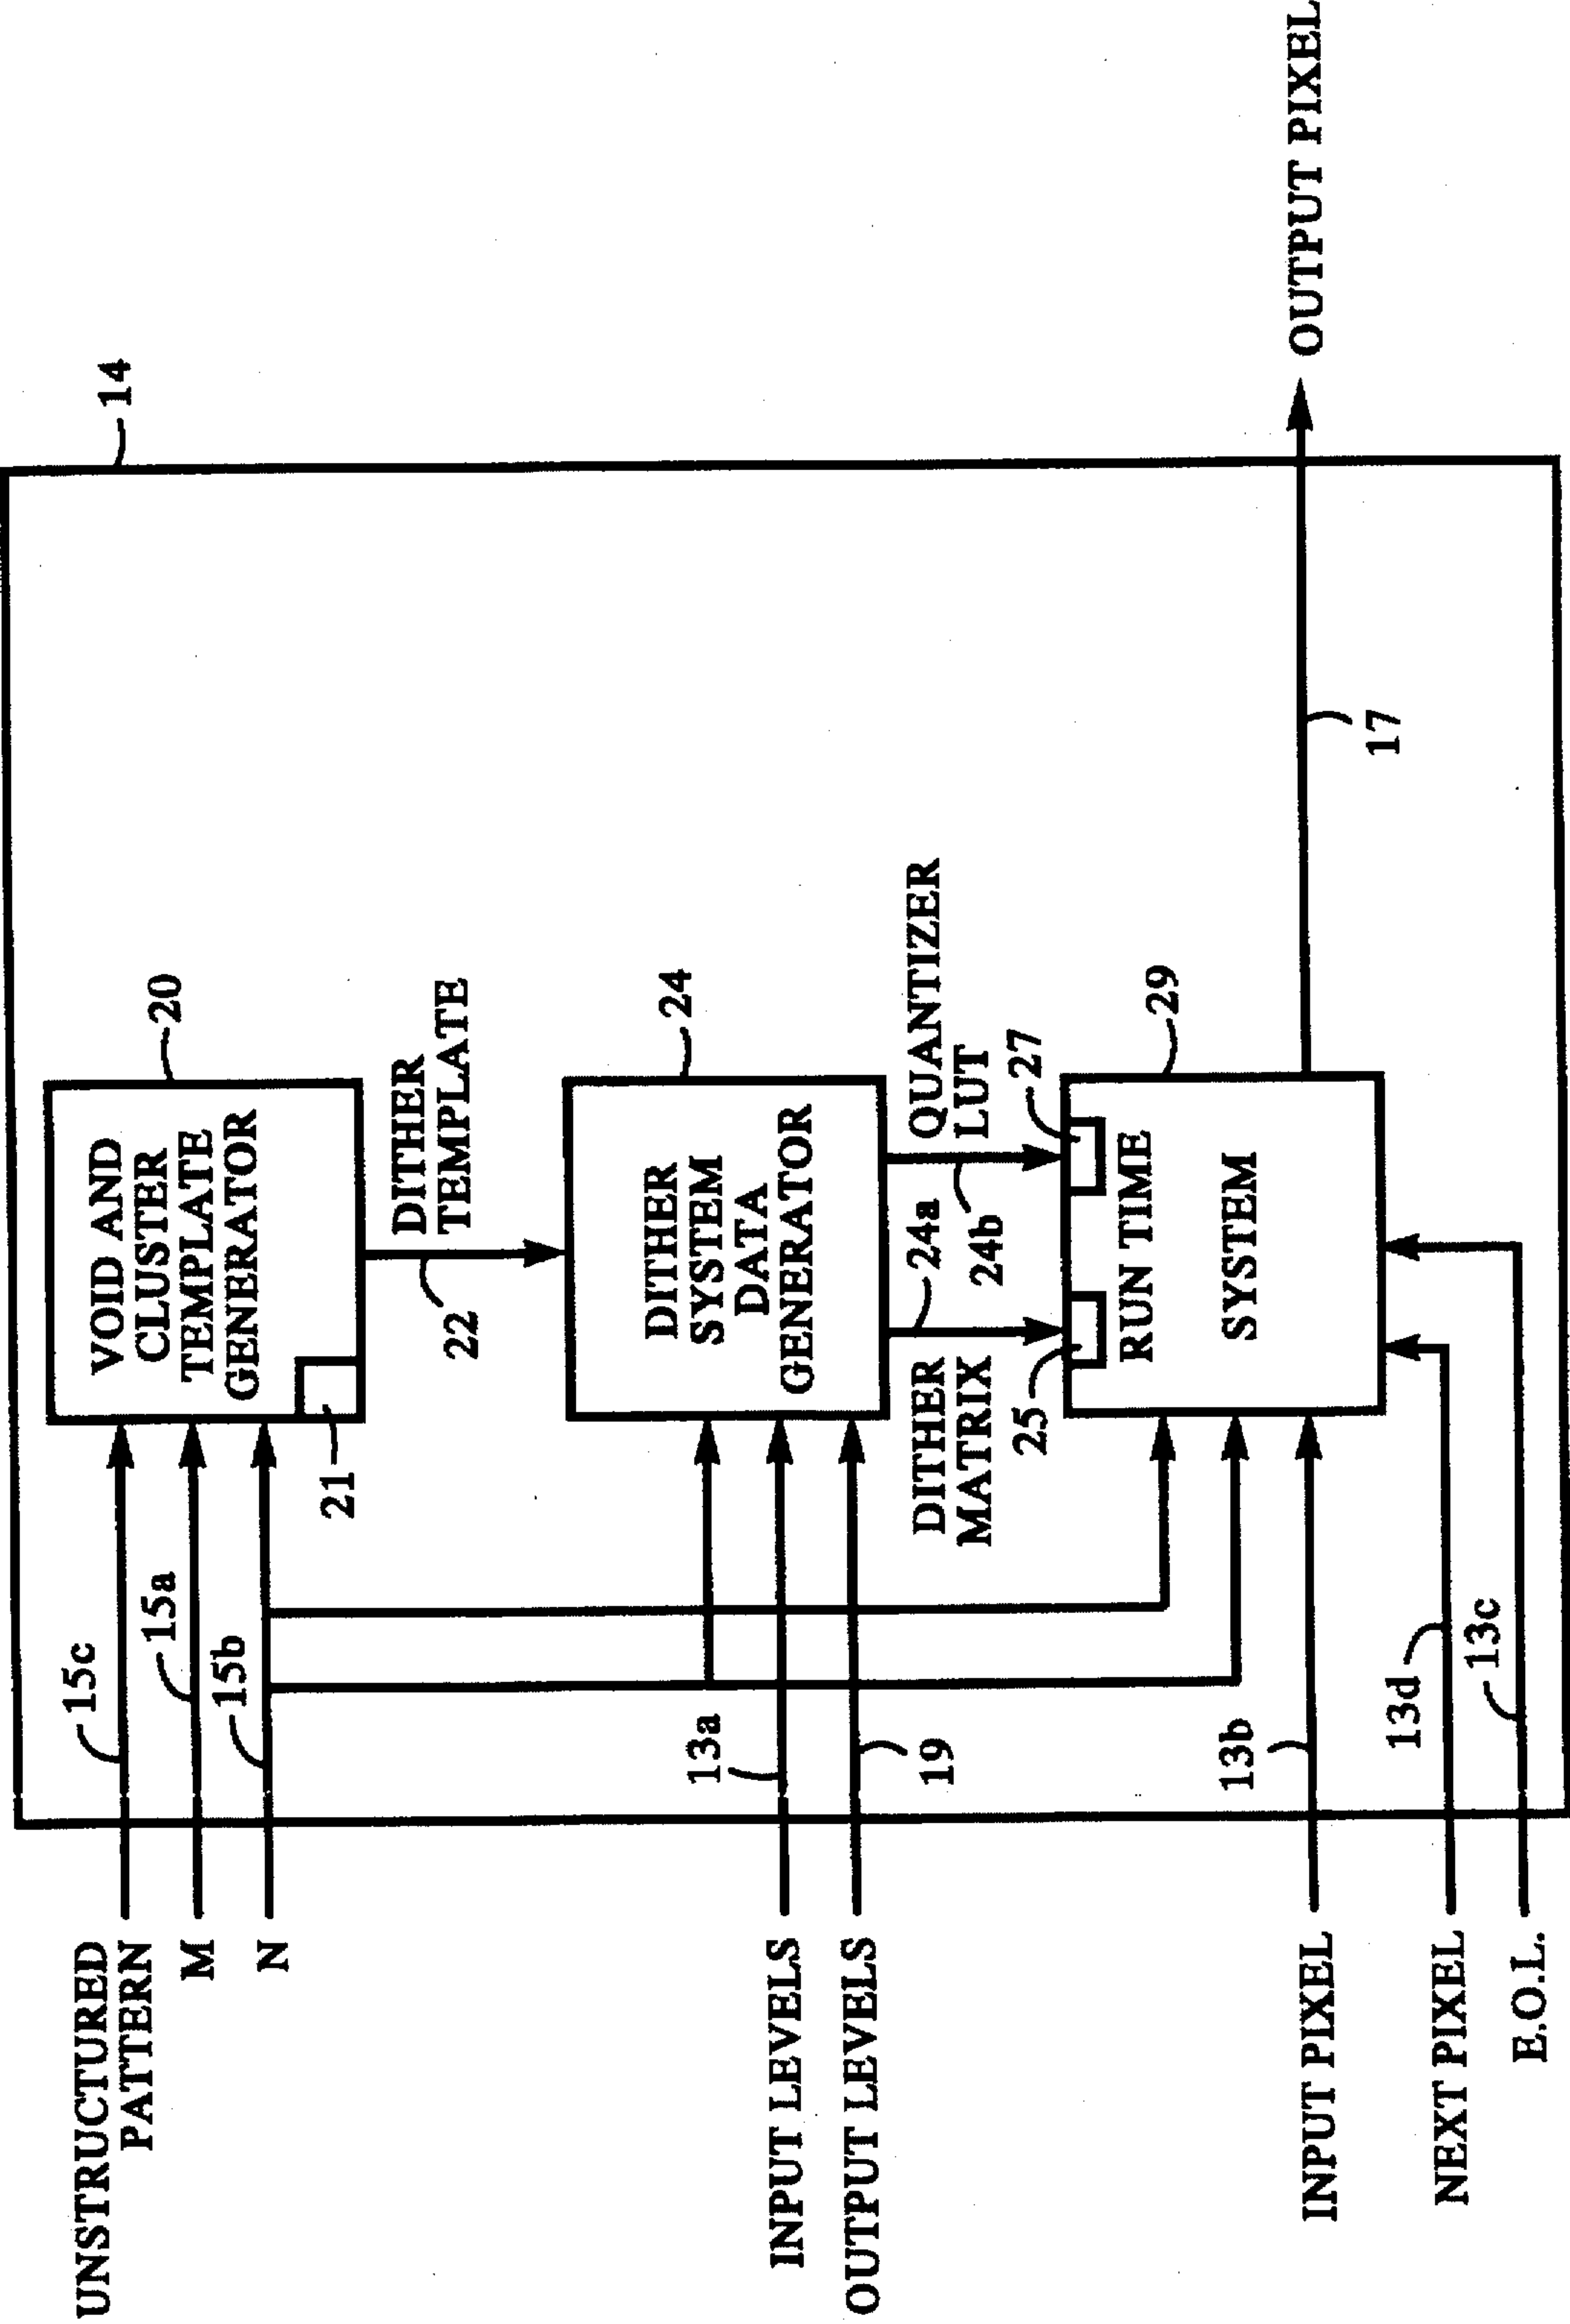 14
UNSTRUCTURED
PATTERN
15c
M
15a
N
15b
VOID AND
CLUSTER
TEMPLATE
GENERATOR
20
21
22
DITHER
TEMPLATE
INPUT LEVELS
13a
OUTPUT LEVELS
19
DITHER
SYSTEM
DATA
GENERATOR
24
DITHER
MATRIX
24a
24b
QUANTIZER
LUT
25
27
RUN TIME
SYSTEM
29
INPUT PIXEL
13b
NEXT PIXEL
13d
E.O.L.
13c
17
OUTPUT PIXEL